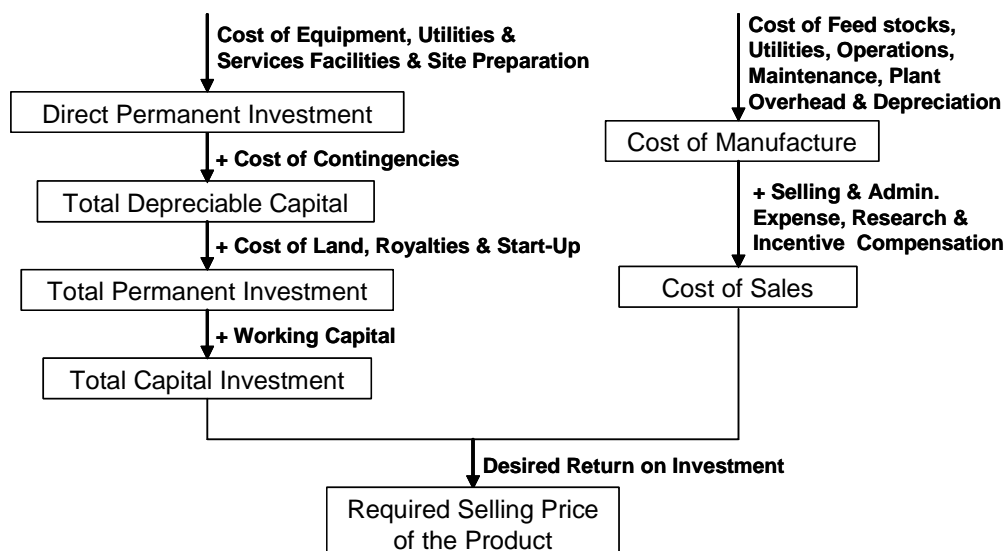 Cost of Equipment, Utilities &
Services Facilities & Site Preparation
Direct Permanent Investment
+ Cost of Contingencies
Total Depreciable Capital
+ Cost of Land, Royalties & Start-Up
Total Permanent Investment
+ Working Capital
Total Capital Investment
Cost of Feed stocks,
Utilities, Operations,
Maintenance, Plant
Overhead & Depreciation
Cost of Manufacture
+ Selling & Admin.
Expense, Research &
Incentive Compensation
Cost of Sales
Desired Return on Investment
Required Selling Price
of the Product